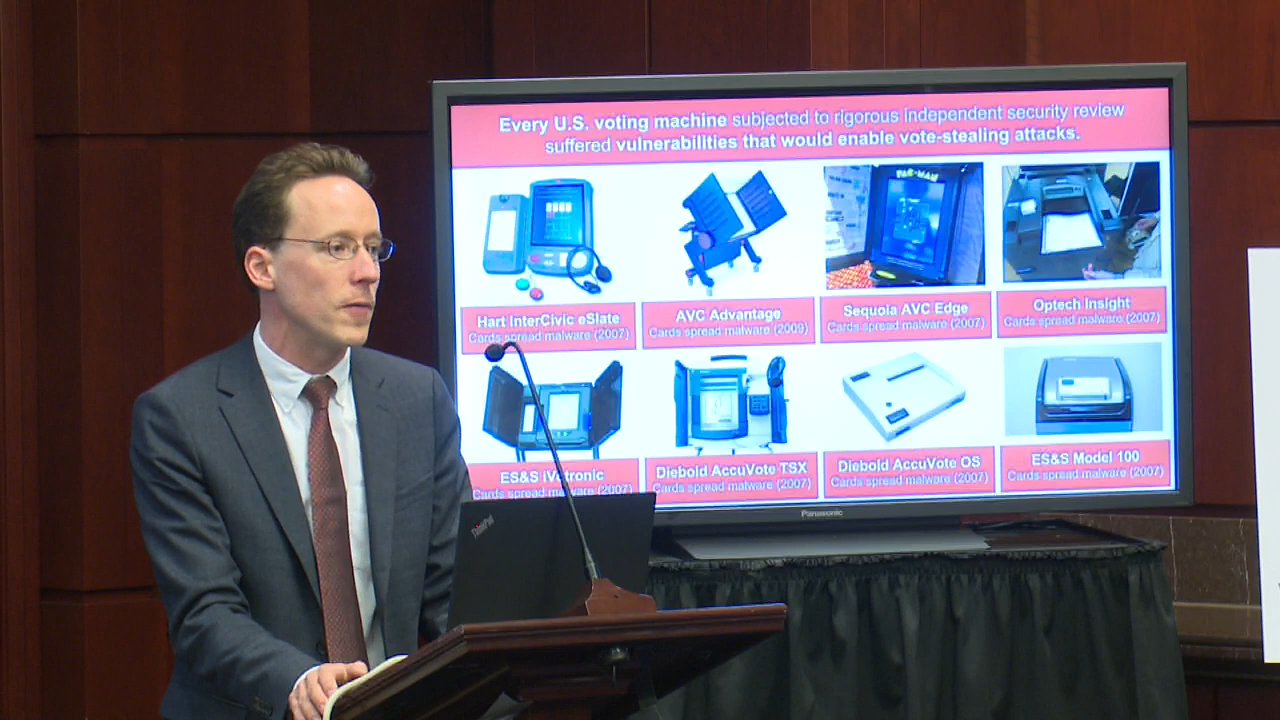 Every U.S. voting machine subjected to rigorous independent security review
suffered vulnerabilities that would enable vote-stealing attacks.
PAC-MAN
Hart InterCivic eSlate
Cards spread malware (2007)
AVC Advantage
Cards spread malware (2009)
Sequoia AVC Edge
Cards spread malware (2007)
Optech Insight
Cards spread malware (2007)
ES&S iVotronic
Cards spread malware (2007)
Diebold AccuVote TSX
Cards spread malware (2007)
Diebold AccuVote OS
Cards spread malware (2007)
ES&S Model 100
Cards spread malware (2007)
Panasonic
ThinkPad